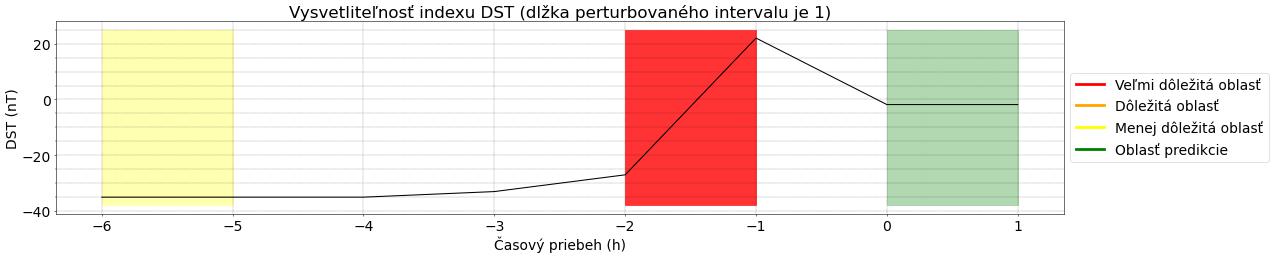 Vysvetliteľnosť indexu DST (dĺžka perturbovaného intervalu je 1)
DST (nT)
20
0
−20
−40
−6 −5 −4 −3 −2 −1 0 1
Časový priebeh (h)
Veľmi dôležitá oblasť
Dôležitá oblasť
Menej dôležitá oblasť
Oblasť predikcie